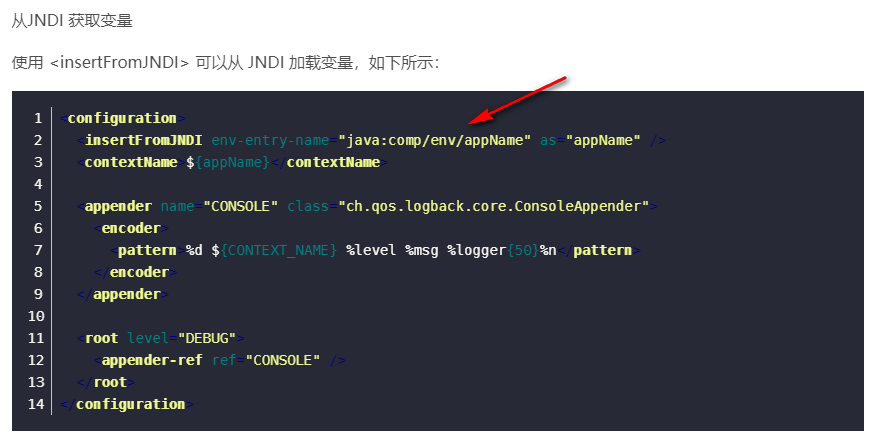 从JNDI 获取变量
使用 <insertFromJNDI> 可以从 JNDI 加载变量，如下所示：
1 <configuration>
2   <insertFromJNDI env-entry-name="java:comp/env/appName" as="appName" />
3   <contextName>${appName}</contextName>
4
5   <appender name="CONSOLE" class="ch.qos.logback.core.ConsoleAppender">
6     <encoder>
7       <pattern>%d ${CONTEXT_NAME} %level %msg %logger{50}%n</pattern>
8     </encoder>
9   </appender>
10
11   <root level="DEBUG">
12     <appender-ref ref="CONSOLE" />
13   </root>
14 </configuration>